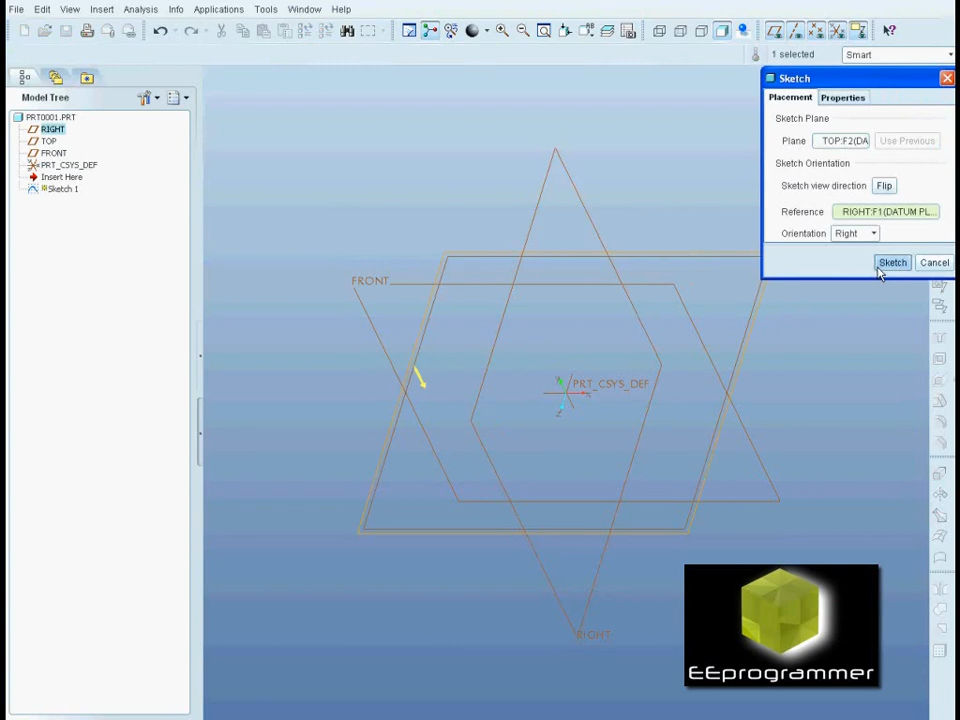 File Edit View Insert Analysis Info Applications Tools Window Help
1 selected Smart
Model Tree
PRT0001.PRT
RIGHT
TOP
FRONT
PRT_CSYS_DEF
Insert Here
Sketch 1
Sketch
Placement Properties
Sketch Plane
Plane TOP:F2(DA Use Previous
Sketch Orientation
Sketch view direction Flip
Reference RIGHT:F1(DATUM PL...
Orientation Right
Sketch Cancel
FRONT
PRT_CSYS_DEF
RIGHT
EEprogrammer